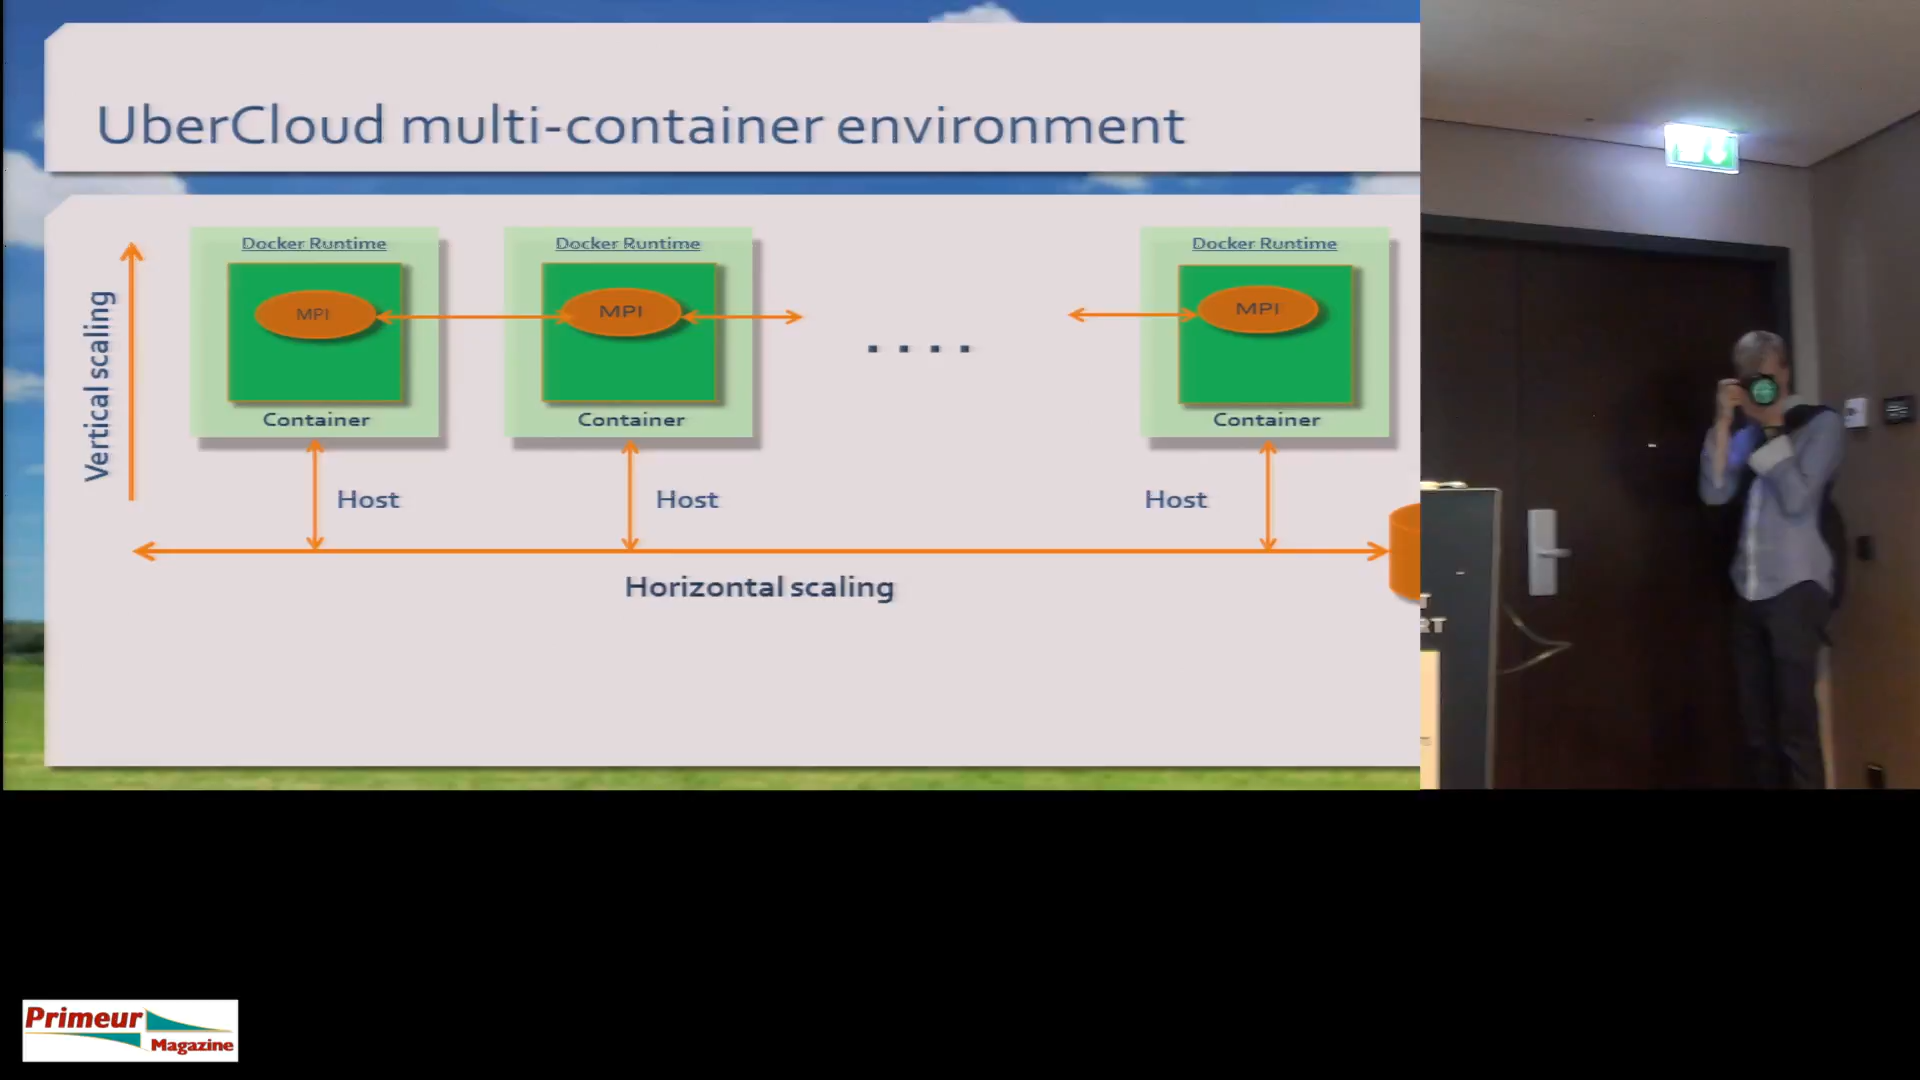 UberCloud multi-container environment
Vertical scaling
Docker Runtime
MPI
Container
Host
Docker Runtime
MPI
Container
Host
....
Docker Runtime
MPI
Container
Host
Horizontal scaling
Primeur
Magazine